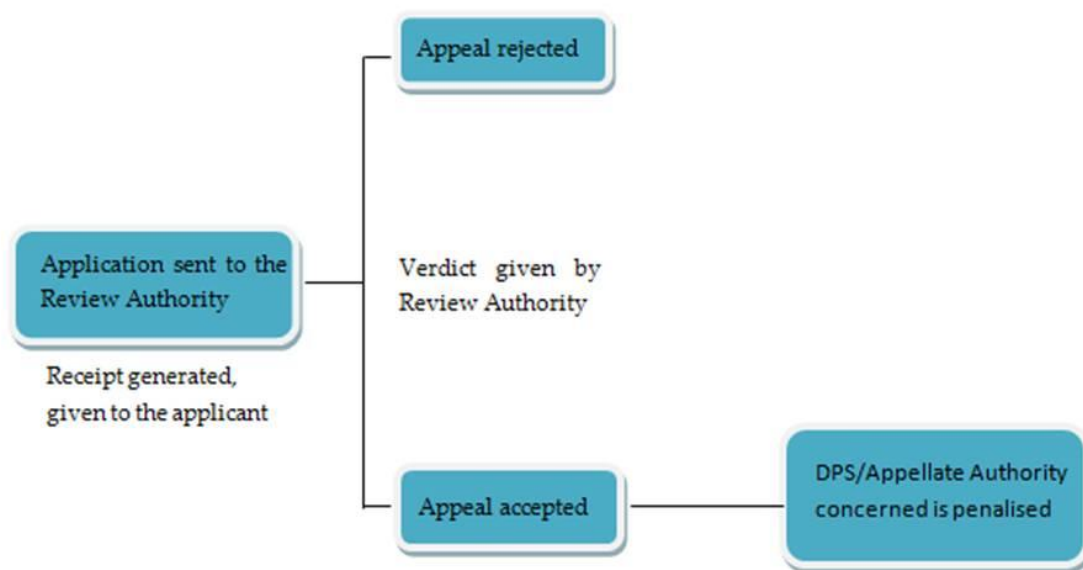 Appeal rejected
Application sent to the
Review Authority
Verdict given by
Review Authority
Receipt generated,
given to the applicant
Appeal accepted
DPS/Appellate Authority
concerned is penalised